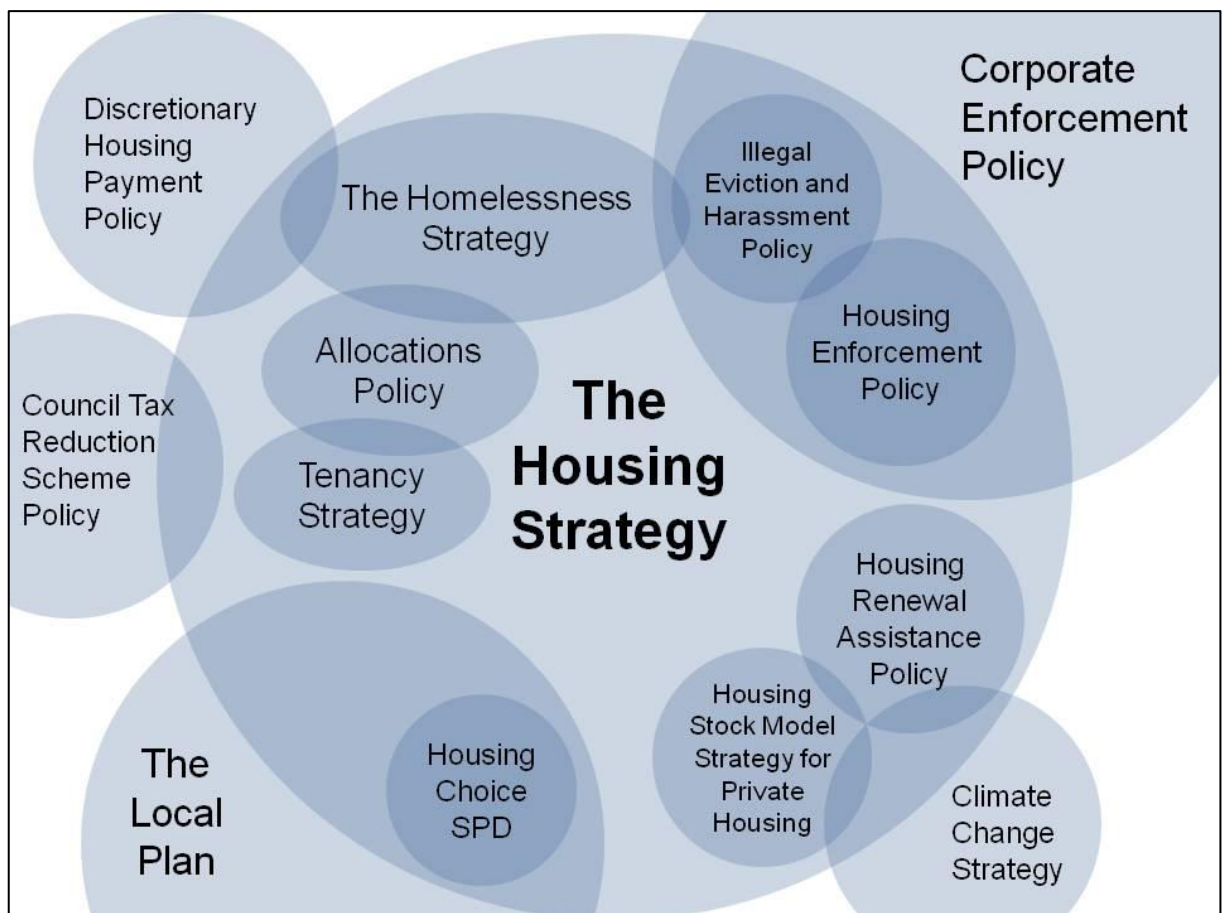 Discretionary
Housing
Payment
Policy
The Homelessness
Strategy
Illegal
Eviction and
Harassment
Policy
Corporate
Enforcement
Policy
Housing
Enforcement
Policy
Allocations
Policy
Council Tax
Reduction
Scheme
Policy
Tenancy
Strategy
The
Housing
Strategy
Housing
Renewal
Assistance
Policy
The
Local
Plan
Housing
Choice
SPD
Housing
Stock Model
Strategy for
Private
Housing
Climate
Change
Strategy